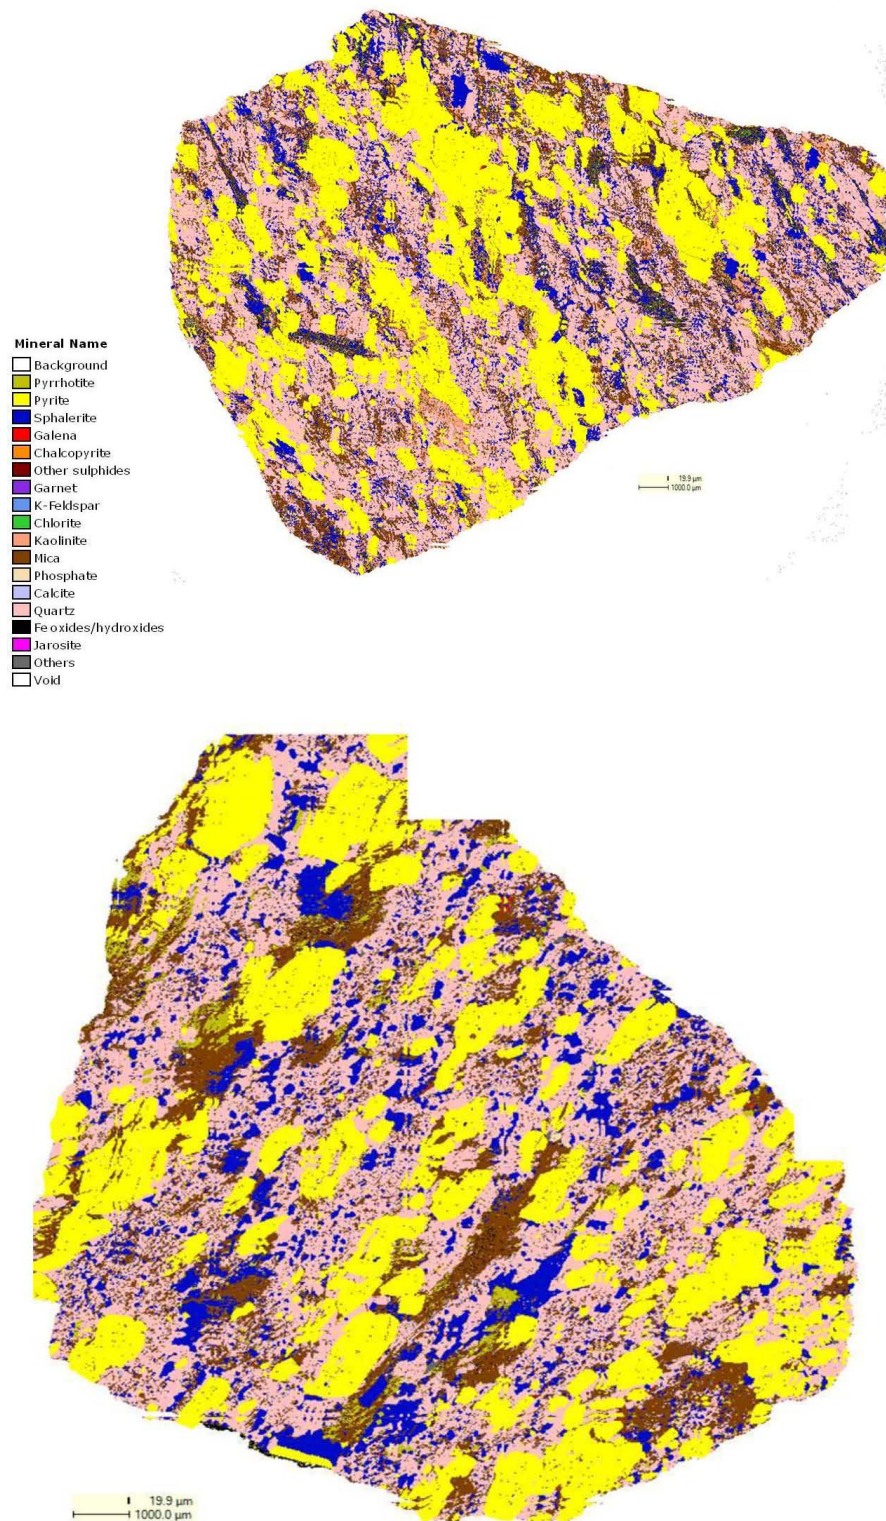 Mineral Name
Background
Pyrrhotite
Pyrite
Sphalerite
Galena
Chalcopyrite
Other sulphides
Garnet
K-Feldspar
Chlorite
Kaolinite
Mica
Phosphate
Calcite
Quartz
Fe oxides/hydroxides
Jarosite
Others
Void
19.9 µm
1000.0 µm
19.9 µm
1000.0 µm